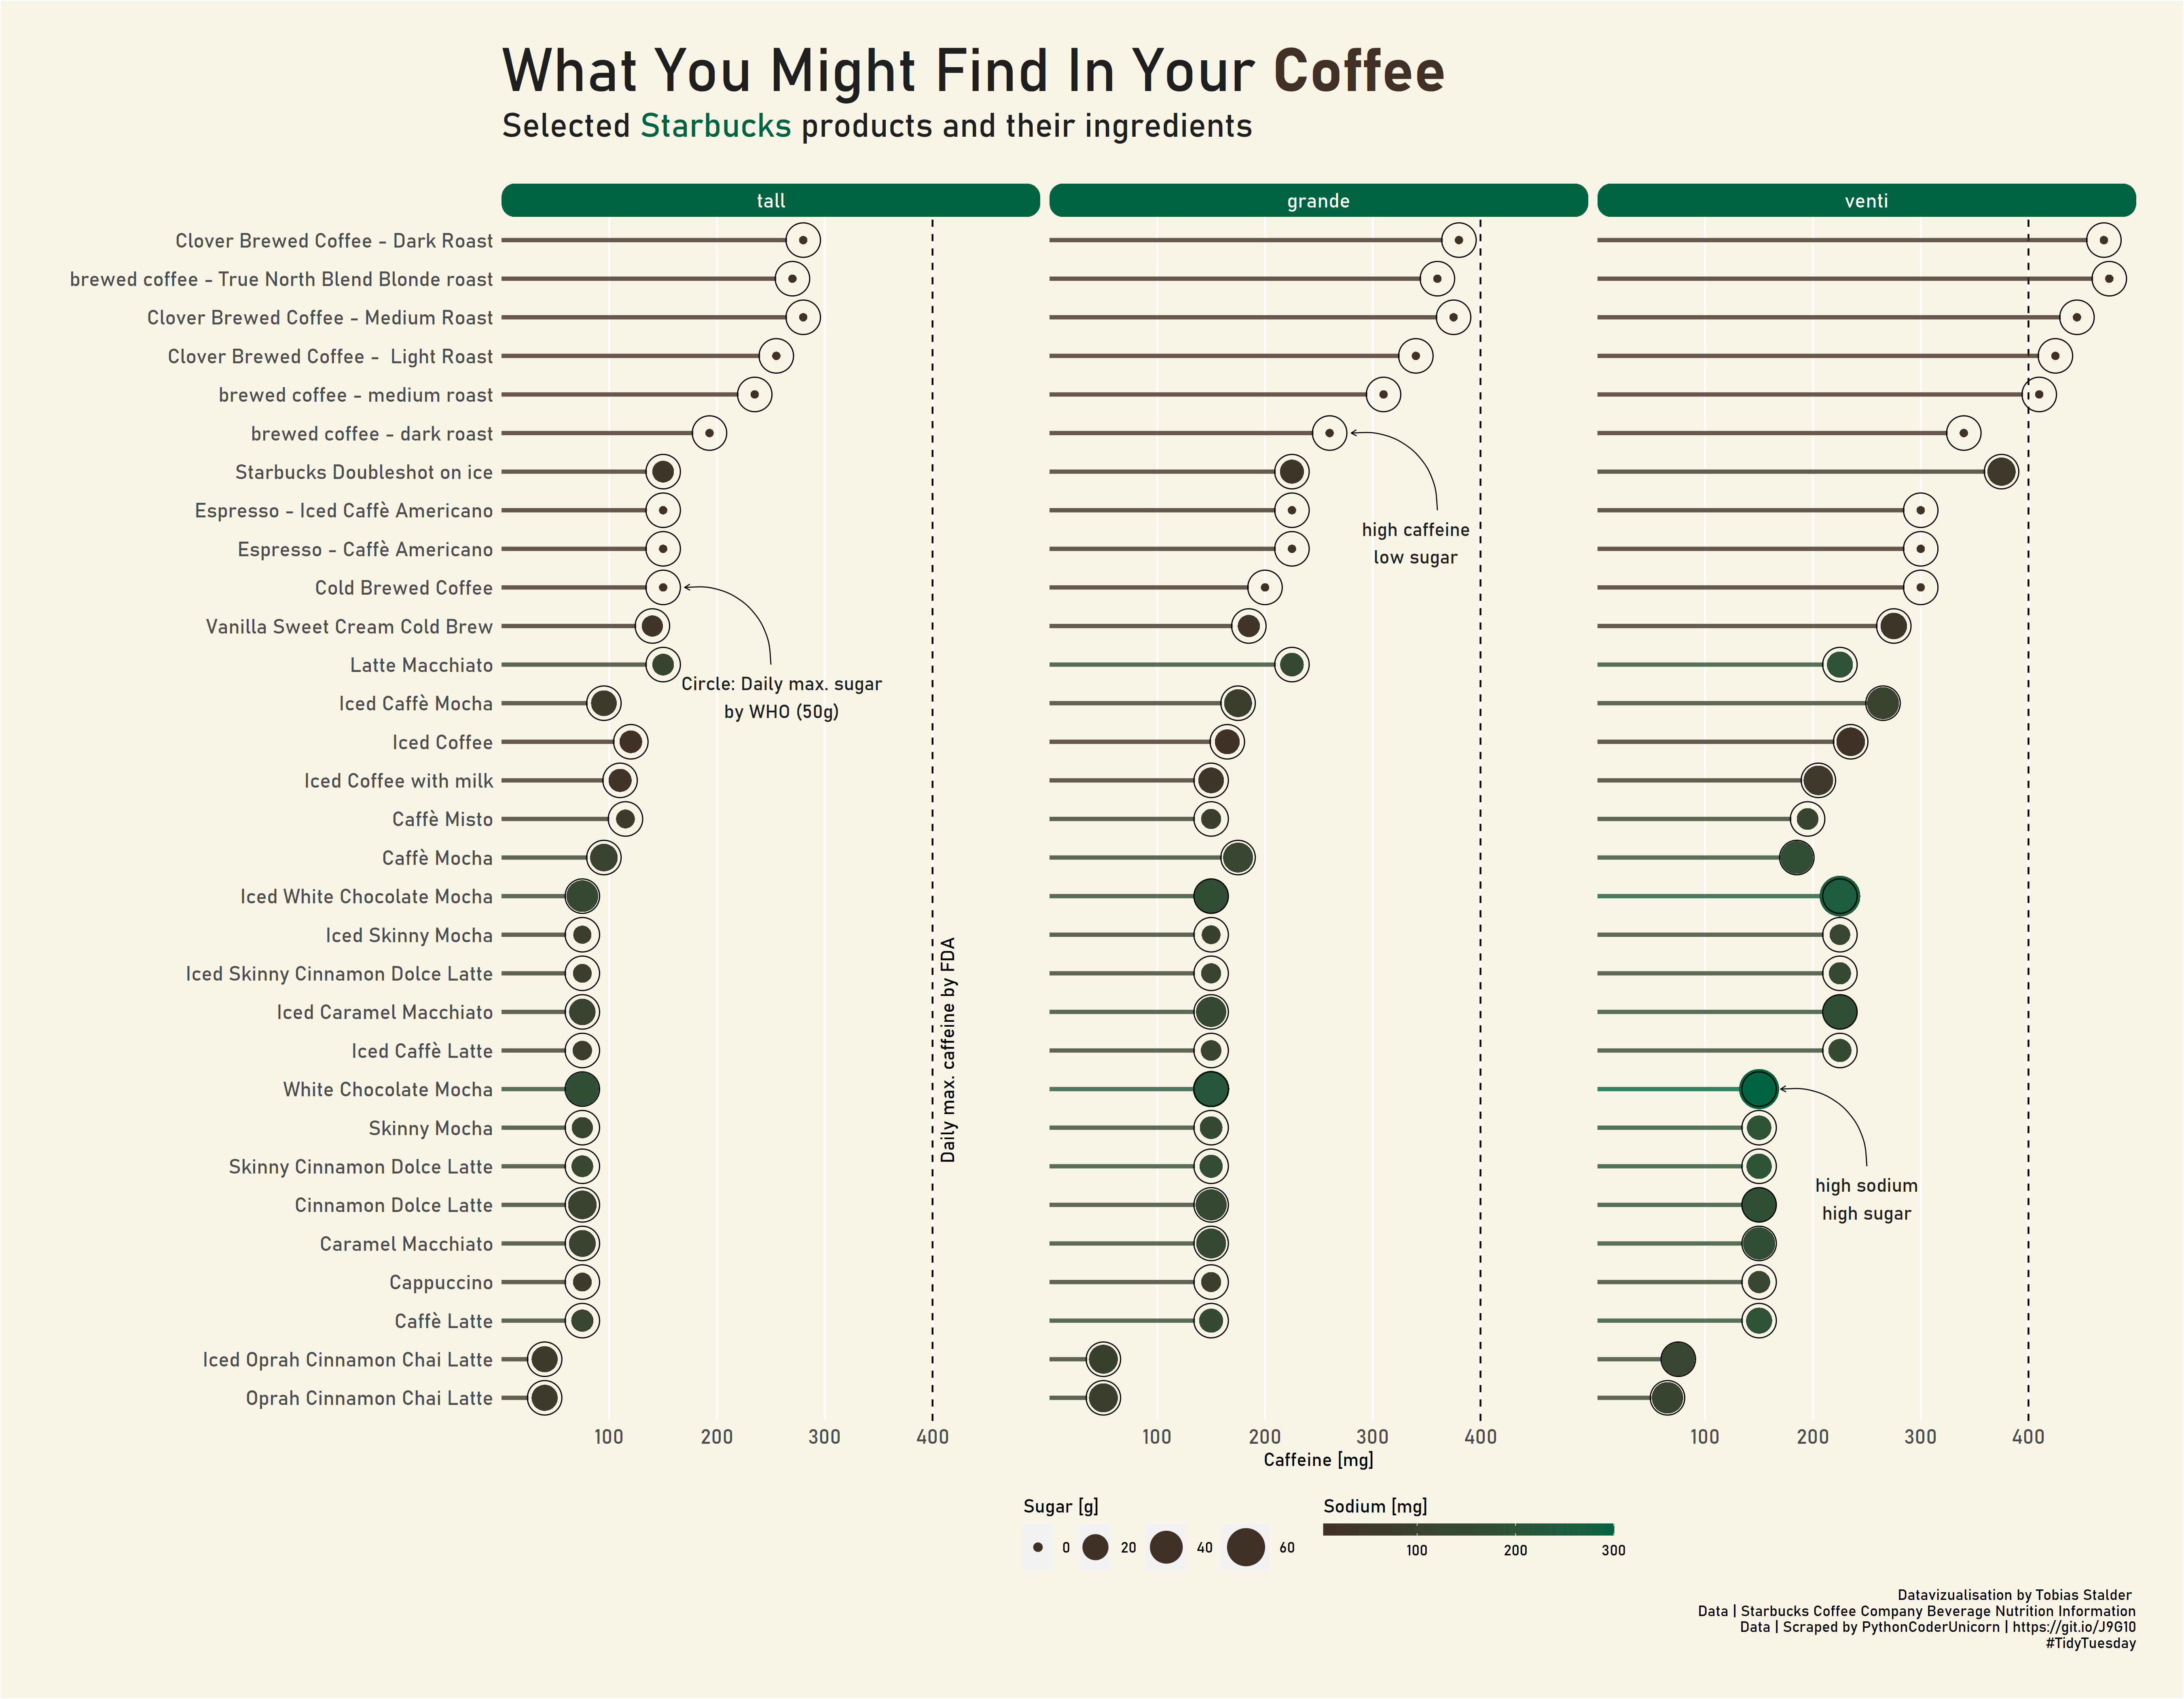 What You Might Find In Your Coffee
Selected Starbucks products and their ingredients
tall
grande
venti
Clover Brewed Coffee - Dark Roast
brewed coffee - True North Blend Blonde roast
Clover Brewed Coffee - Medium Roast
Clover Brewed Coffee -  Light Roast
brewed coffee - medium roast
brewed coffee - dark roast
Starbucks Doubleshot on ice
Espresso - Iced Caffè Americano
Espresso - Caffè Americano
Cold Brewed Coffee
Vanilla Sweet Cream Cold Brew
Latte Macchiato
Iced Caffè Mocha
Iced Coffee
Iced Coffee with milk
Caffè Misto
Caffè Mocha
Iced White Chocolate Mocha
Iced Skinny Mocha
Iced Skinny Cinnamon Dolce Latte
Iced Caramel Macchiato
Iced Caffè Latte
White Chocolate Mocha
Skinny Mocha
Skinny Cinnamon Dolce Latte
Cinnamon Dolce Latte
Caramel Macchiato
Cappuccino
Caffè Latte
Iced Oprah Cinnamon Chai Latte
Oprah Cinnamon Chai Latte
Circle: Daily max. sugar
by WHO (50g)
Daily max. caffeine by FDA
high caffeine
low sugar
high sodium
high sugar
100 200 300 400
100 200 300 400
100 200 300 400
Caffeine [mg]
Sugar [g]
0 20 40 60
Sodium [mg]
100 200 300
Datavizualisation by Tobias Stalder
Data | Starbucks Coffee Company Beverage Nutrition Information
Data | Scraped by PythonCoderUnicorn | https://git.io/J9G10
#TidyTuesday